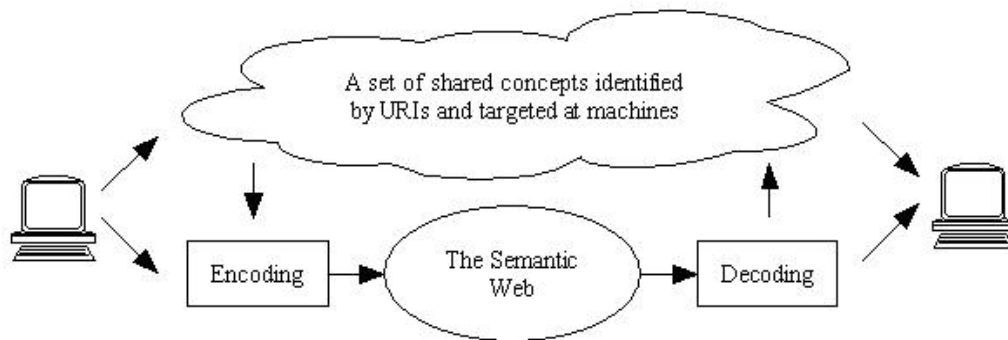 A set of shared concepts identified
by URIs and targeted at machines
Encoding
The Semantic
Web
Decoding